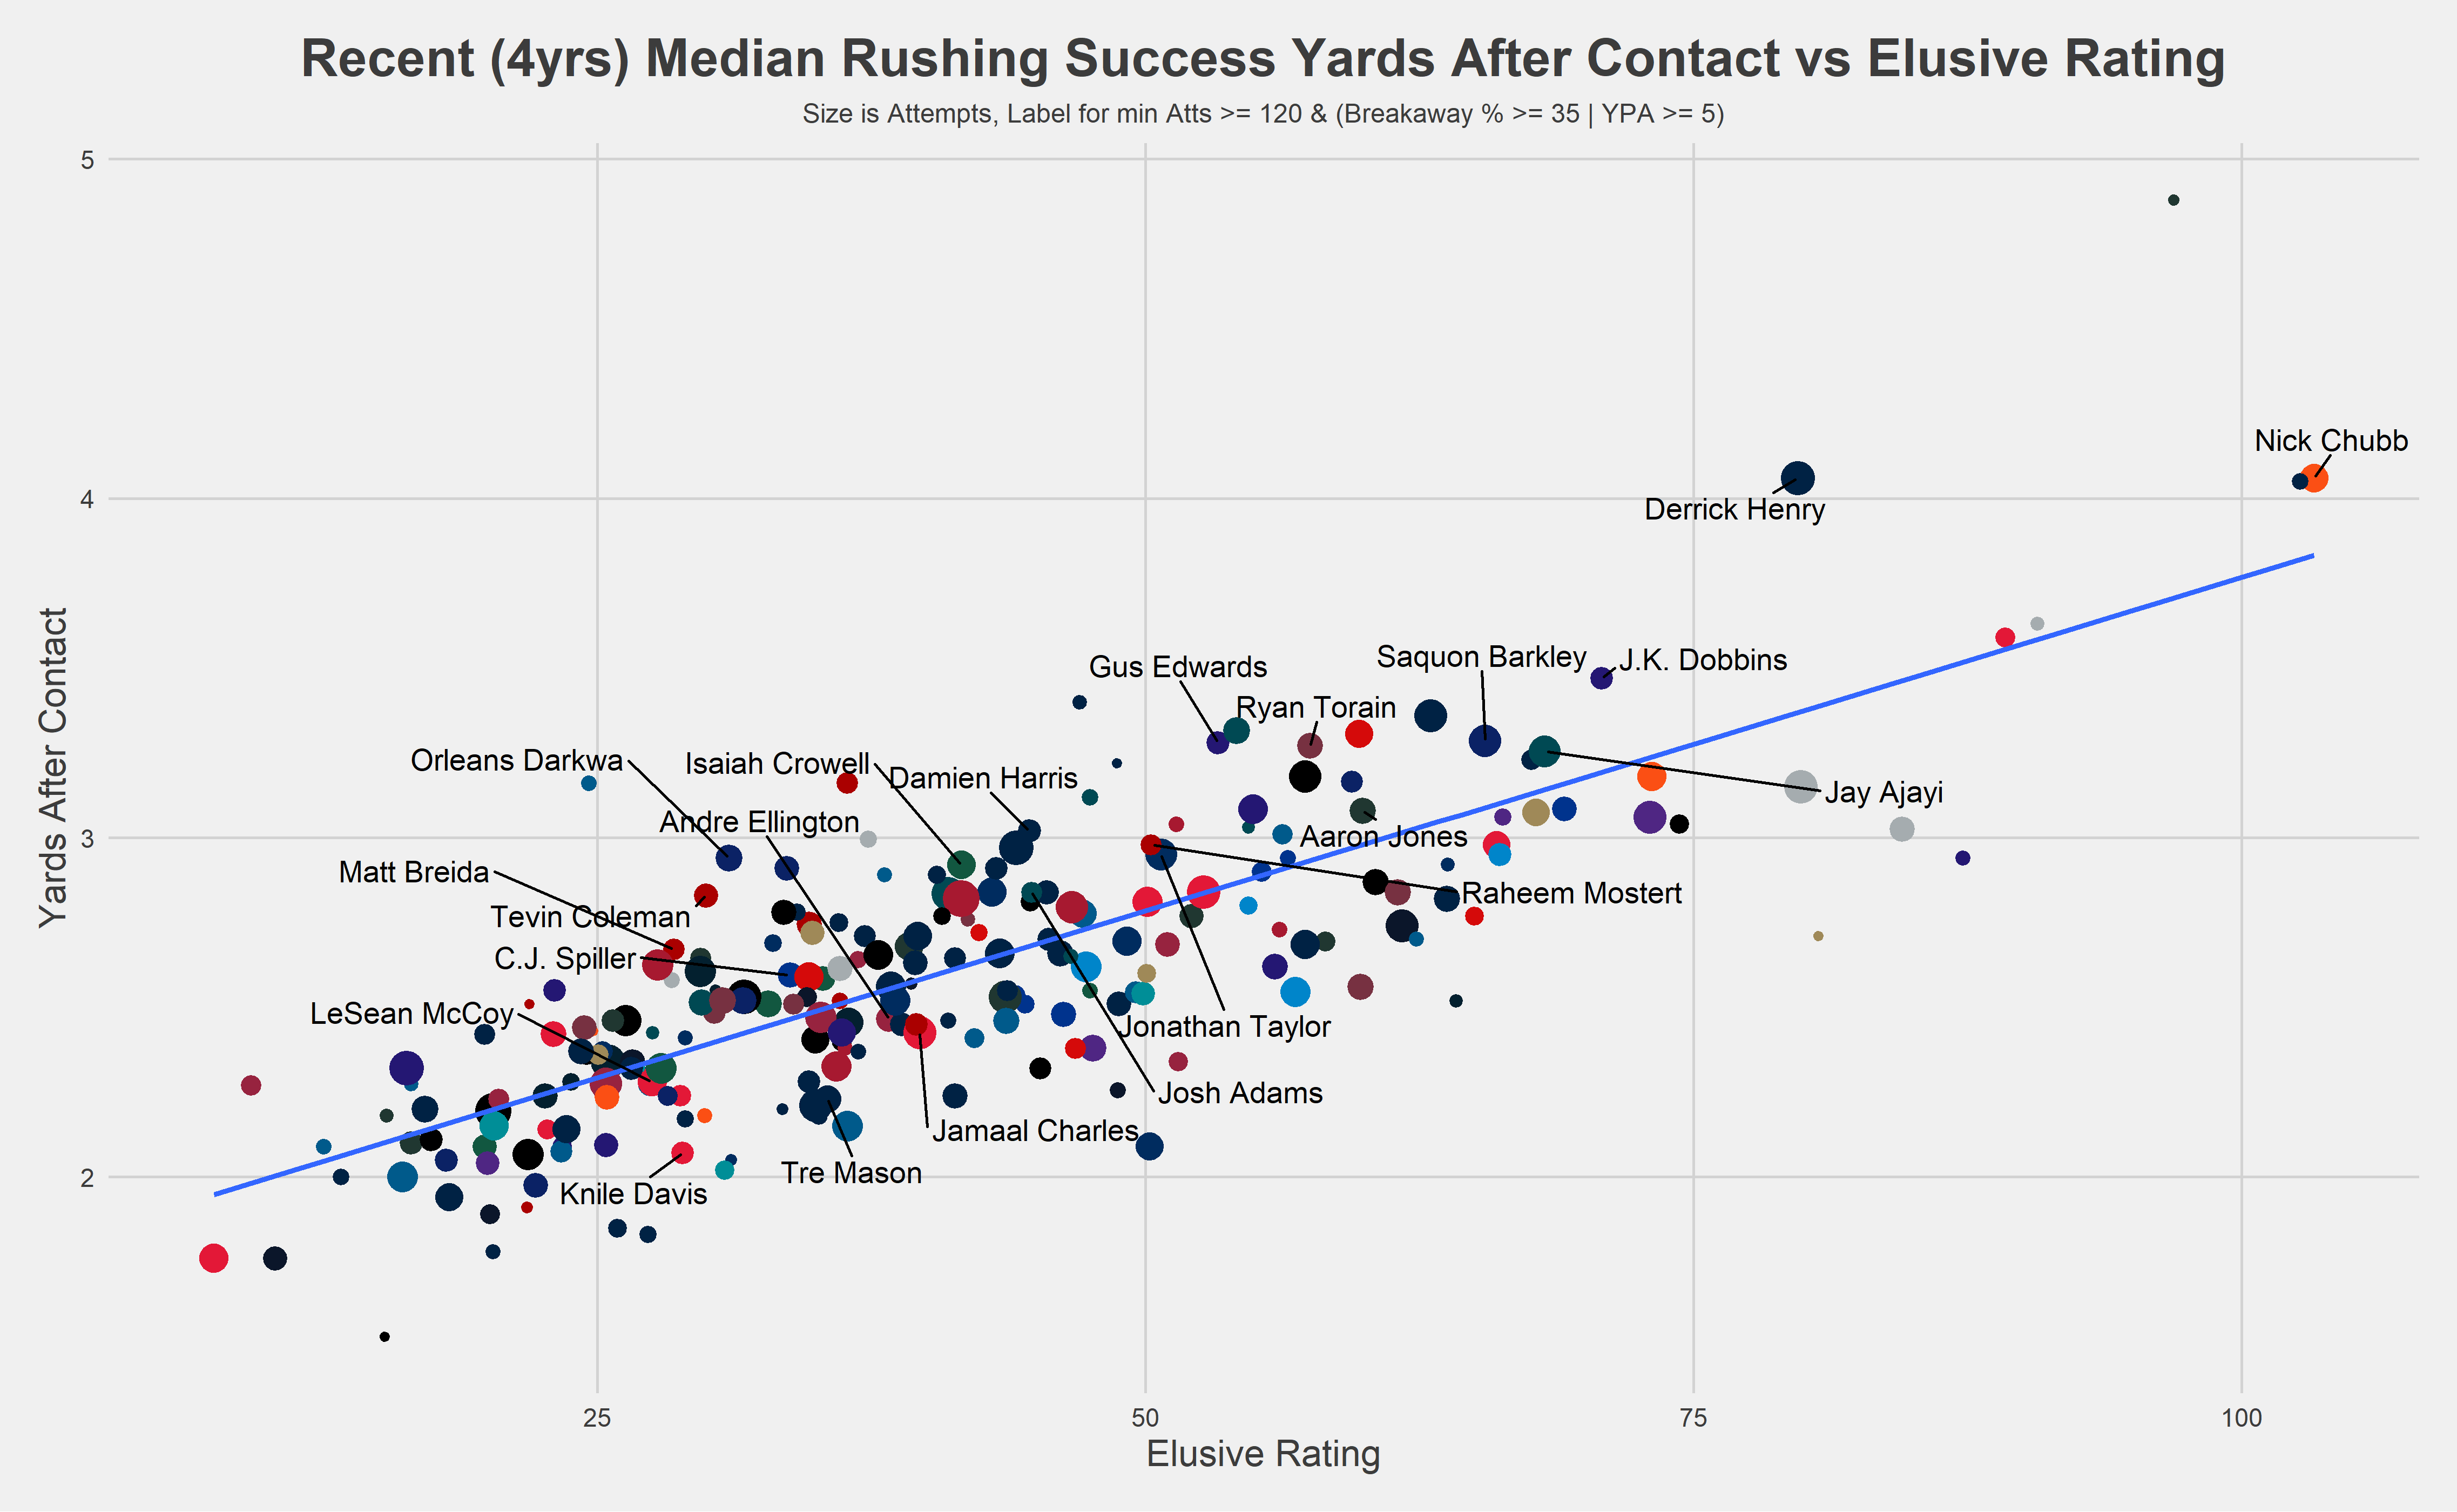 Recent (4yrs) Median Rushing Success Yards After Contact vs Elusive Rating
Size is Attempts, Label for min Atts >= 120 & (Breakaway % >= 35 | YPA >= 5)
5
4
3
2
Yards After Contact
Nick Chubb
Derrick Henry
Gus Edwards
Saquon Barkley
J.K. Dobbins
Ryan Torain
Orleans Darkwa
Isaiah Crowell
Damien Harris
Jay Ajayi
Andre Ellington
Aaron Jones
Matt Breida
Raheem Mostert
Tevin Coleman
C.J. Spiller
LeSean McCoy
Jonathan Taylor
Josh Adams
Jamaal Charles
Tre Mason
Knile Davis
25
50
75
100
Elusive Rating